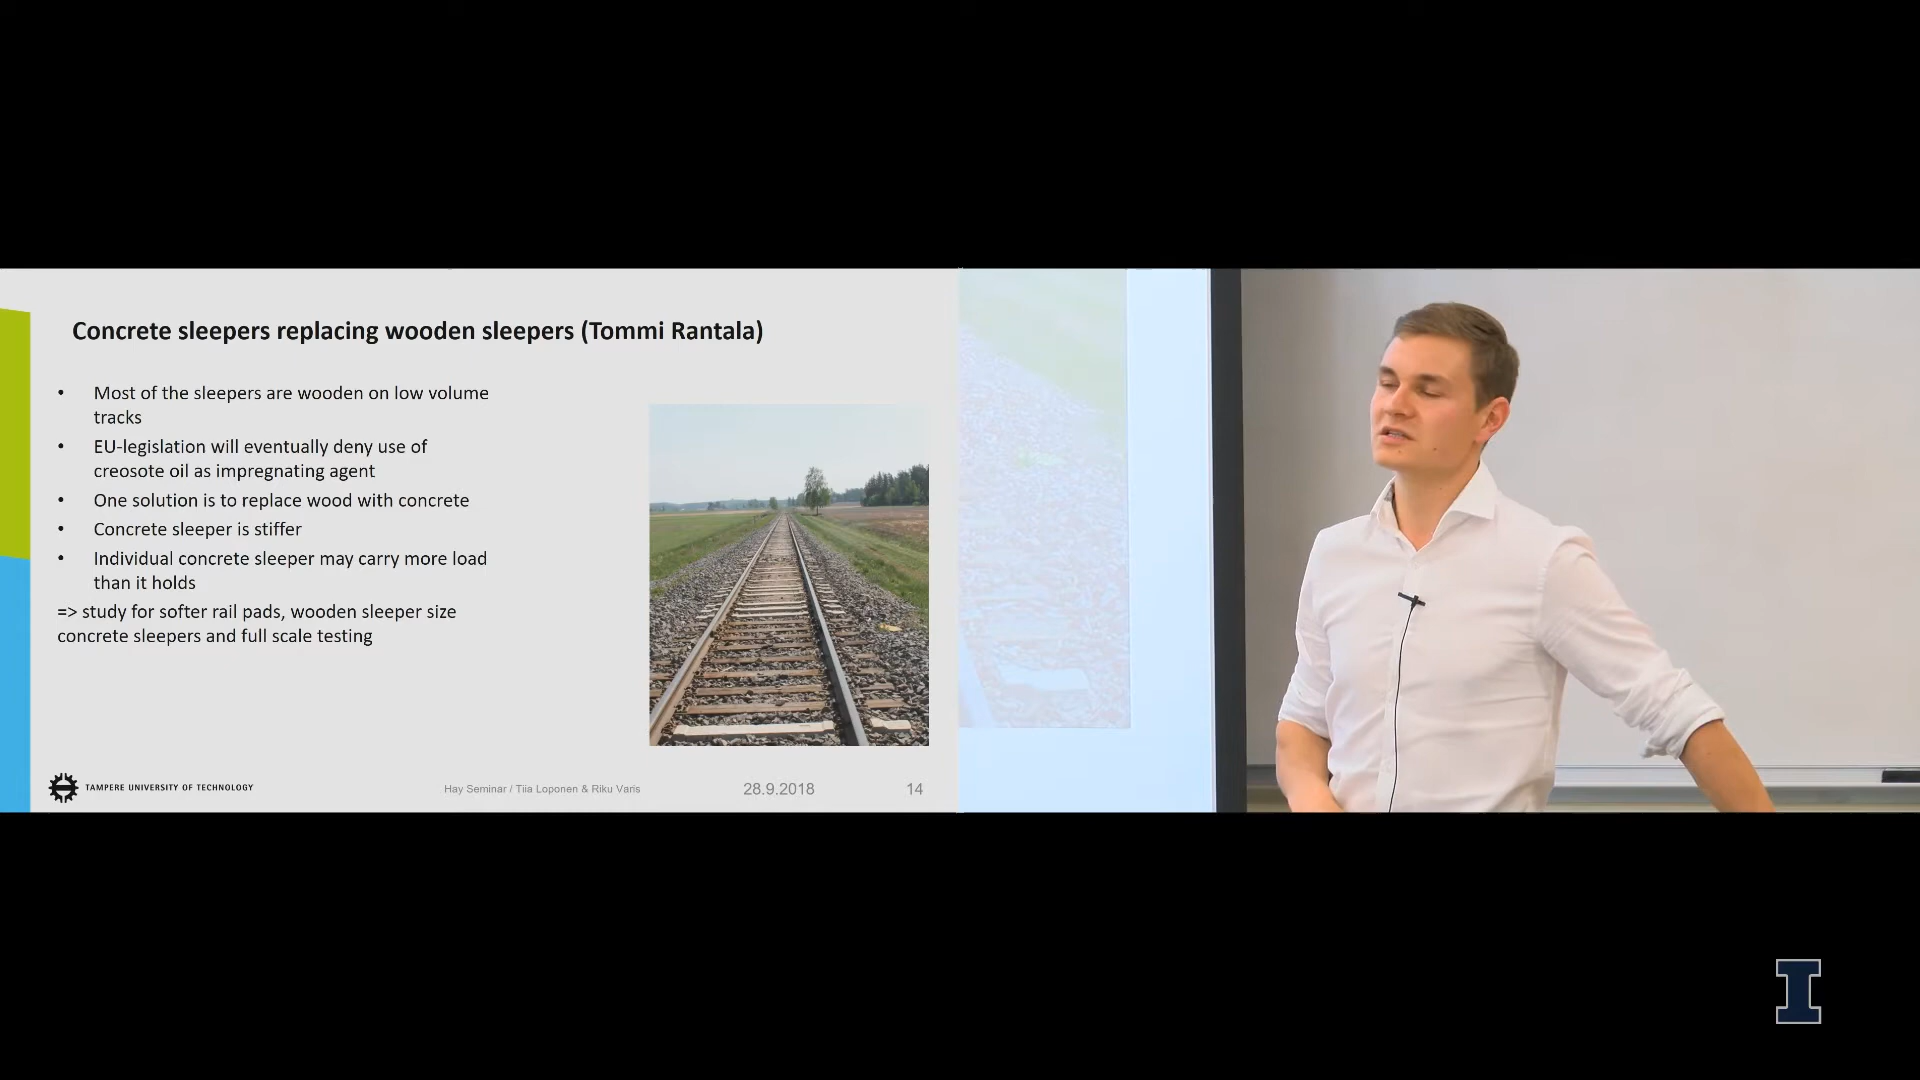 Concrete sleepers replacing wooden sleepers (Tommi Rantala)
• Most of the sleepers are wooden on low volume
tracks
• EU-legislation will eventually deny use of
creosote oil as impregnating agent
• One solution is to replace wood with concrete
• Concrete sleeper is stiffer
• Individual concrete sleeper may carry more load
than it holds
=> study for softer rail pads, wooden sleeper size
concrete sleepers and full scale testing
TAMPERE UNIVERSITY OF TECHNOLOGY
Hay Seminar / Tiia Loponen & Riku Varis
28.9.2018
14
I